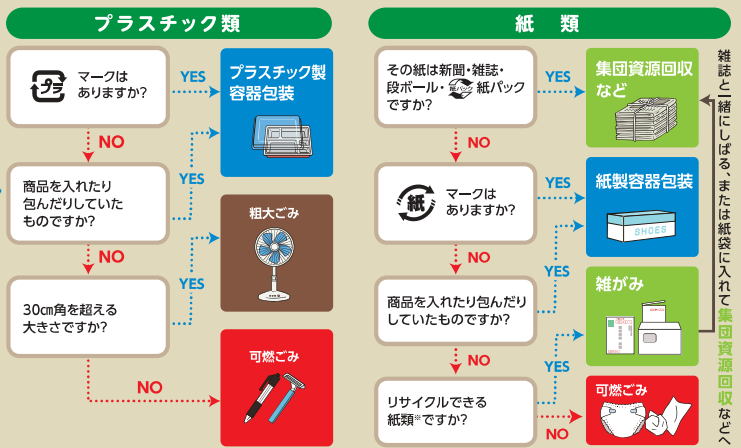 プラスチック類
プラ
マークは
ありますか?
YES
プラスチック製
容器包装
NO
商品を入れたり
包んだりしていた
ものですか?
YES
粗大ごみ
NO
30cm角を超える
大きさですか?
YES
可燃ごみ
NO
紙 類
その紙は新聞・雑誌・
段ボール・紙パック 紙パック
ですか?
YES
集団資源回収
など
NO
紙
マークは
ありますか?
YES
紙製容器包装
SHOES
NO
商品を入れたり包んだり
していたものですか?
YES
雑がみ
NO
リサイクルできる
紙類※ですか?
YES
可燃ごみ
NO
雑誌と一緒にしばる、または紙袋に入れて集団資源回収などへ